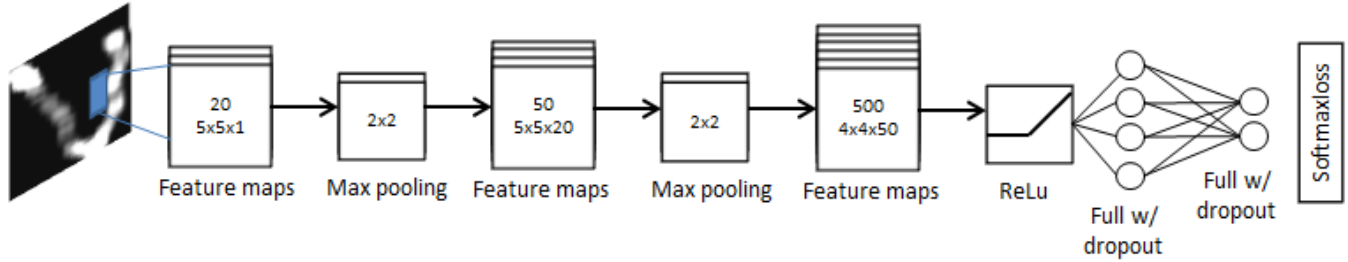 20
5x5x1
Feature maps
2x2
Max pooling
50
5x5x20
Feature maps
2x2
Max pooling
500
4x4x50
Feature maps
ReLu
Full w/
dropout
Full w/
dropout
Softmaxloss